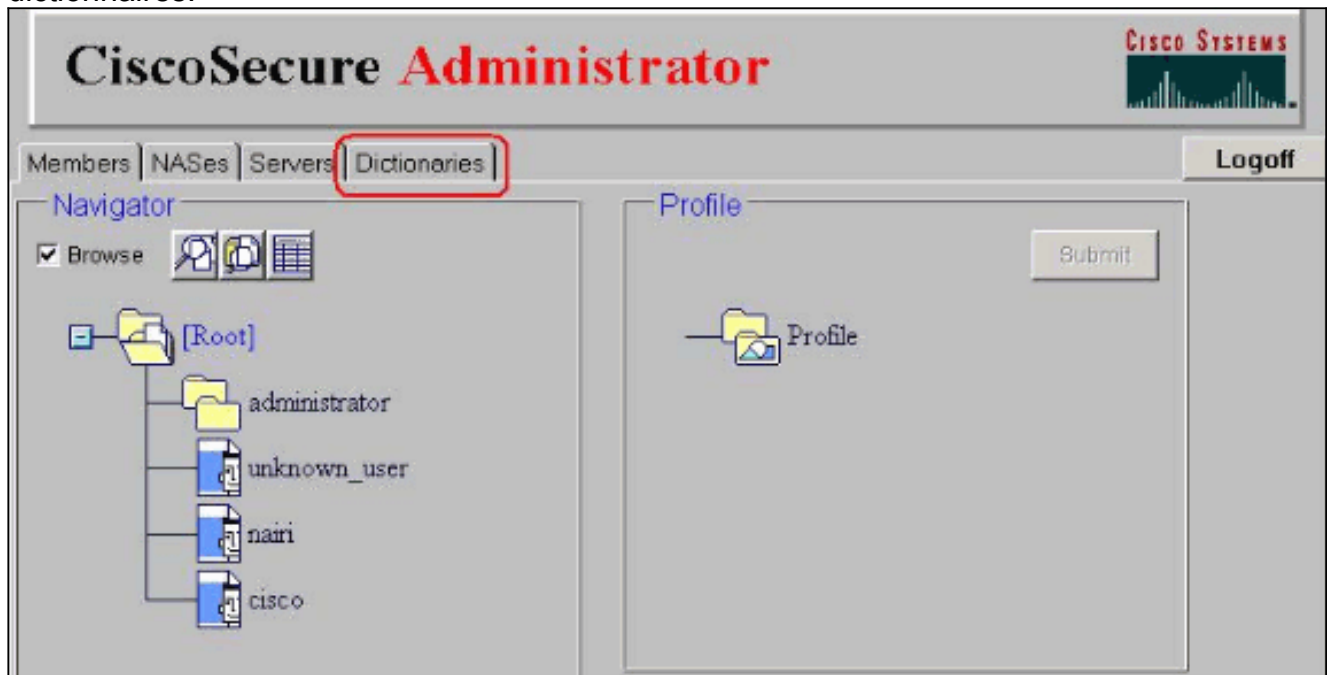 dictionnaires.
CiscoSecure Administrator
CISCO SYSTEMS
Members NASes Servers Dictionaries
Logoff
Navigator
Profile
Browse
Submit
[Root]
Profile
administrator
unknown_user
nairi
cisco